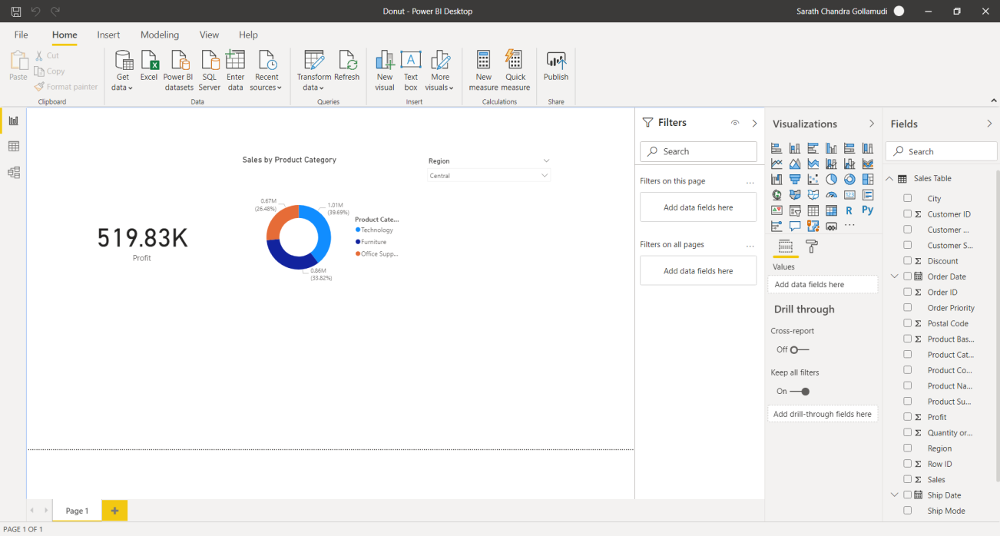 Donut - Power BI Desktop
Sarath Chandra Gollamudi
File Home Insert Modeling View Help
Paste
Cut
Copy
Format painter
Clipboard
Get data
Excel
Power BI datasets
SQL Server
Enter data
Recent sources
Data
Transform data
Refresh
Queries
New visual
Text box
More visuals
Insert
New measure
Quick measure
Calculations
Publish
Share
519.83K
Profit
Sales by Product Category
0.67M
(26.48%)
1.01M
(39.69%)
0.86M
(33.82%)
Product Cate...
Technology
Furniture
Office Supp...
Region
Central
Filters
Search
Filters on this page ...
Add data fields here
Filters on all pages ...
Add data fields here
Visualizations
123
R
Py
...
Values
Add data fields here
Drill through
Cross-report
Off
Keep all filters
On
Add drill-through fields here
Fields
Search
Sales Table
City
Σ Customer ID
Customer ...
Customer S...
Σ Discount
Order Date
Σ Order ID
Order Priority
Σ Postal Code
Σ Product Bas...
Product Cat...
Product Co...
Product Na...
Product Su...
Σ Profit
Σ Quantity or...
Region
Σ Row ID
Σ Sales
Ship Date
Ship Mode
Page 1
+
PAGE 1 OF 1